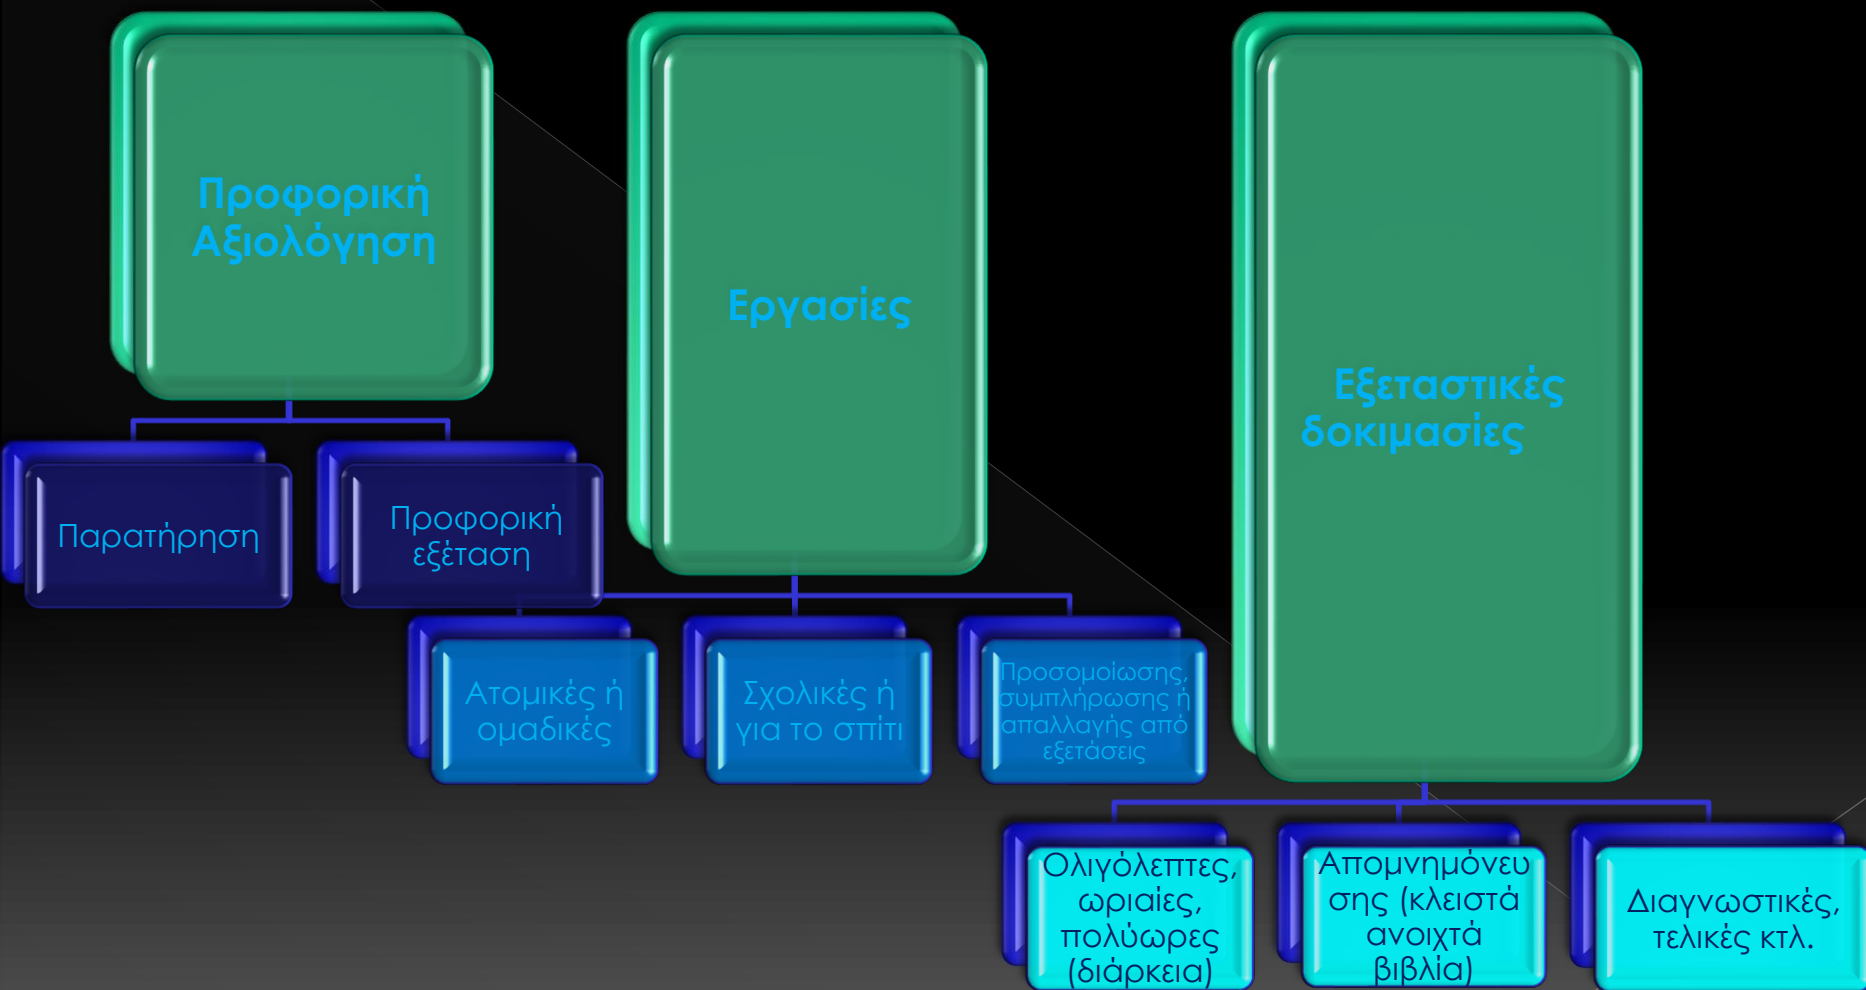 Προφορική
Αξιολόγηση
Παρατήρηση
Προφορική
εξέταση
Εργασίες
Ατομικές ή
ομαδικές
Σχολικές ή
για το σπίτι
Προσομοίωσης,
συμπλήρωσης ή
απαλλαγής από
εξετάσεις
Εξεταστικές
δοκιμασίες
Ολιγόλεπτες,
ωριαίες,
πολύωρες
(διάρκεια)
Απομνημόνευ
σης (κλειστά
ανοιχτά
βιβλία)
Διαγνωστικές,
τελικές κτλ.